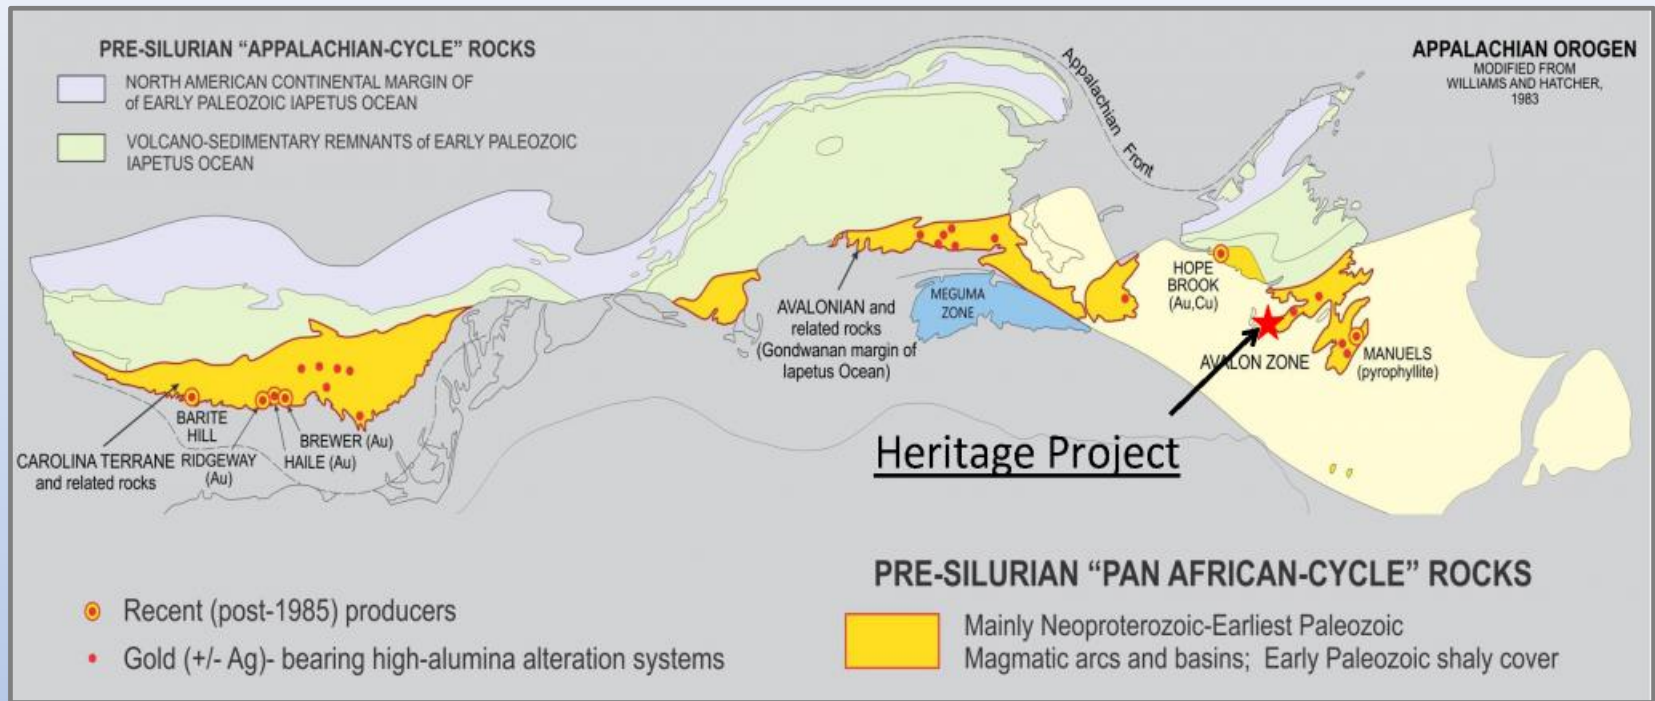 PRE-SILURIAN “APPALACHIAN-CYCLE” ROCKS
NORTH AMERICAN CONTINENTAL MARGIN OF
of EARLY PALEOZOIC IAPETUS OCEAN
VOLCANO-SEDIMENTARY REMNANTS of EARLY PALEOZOIC
IAPETUS OCEAN
APPALACHIAN OROGEN
MODIFIED FROM
WILLIAMS AND HATCHER,
1983
Appalachian Front
HOPE
BROOK
(Au,Cu)
MEGUMA
ZONE
AVALONIAN and
related rocks
(Gondwanan margin of
Iapetus Ocean)
AVALON ZONE
MANUELS
(pyrophyllite)
BARITE
HILL
BREWER (Au)
HAILE (Au)
RIDGEWAY
(Au)
CAROLINA TERRANE
and related rocks
Heritage Project
PRE-SILURIAN “PAN AFRICAN-CYCLE” ROCKS
Mainly Neoproterozoic-Earliest Paleozoic
Magmatic arcs and basins; Early Paleozoic shaly cover
Recent (post-1985) producers
Gold (+/- Ag)- bearing high-alumina alteration systems